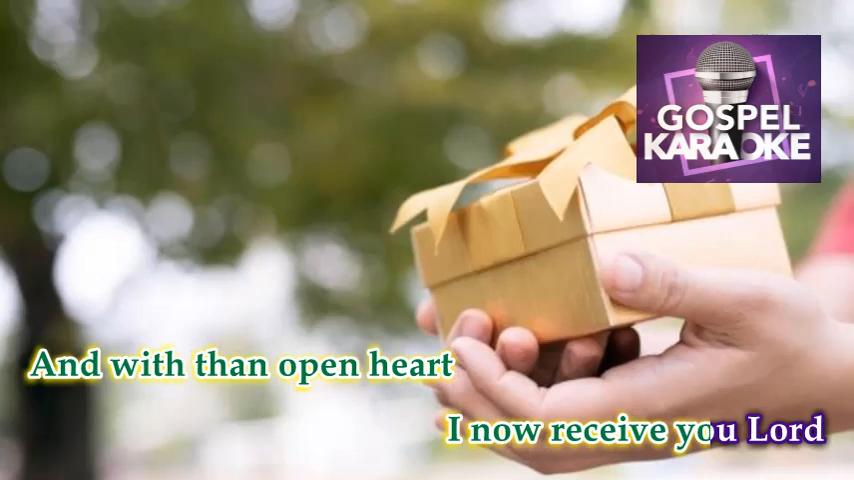 GOSPEL
KARAOKE
And with than open heart
I now receive you Lord